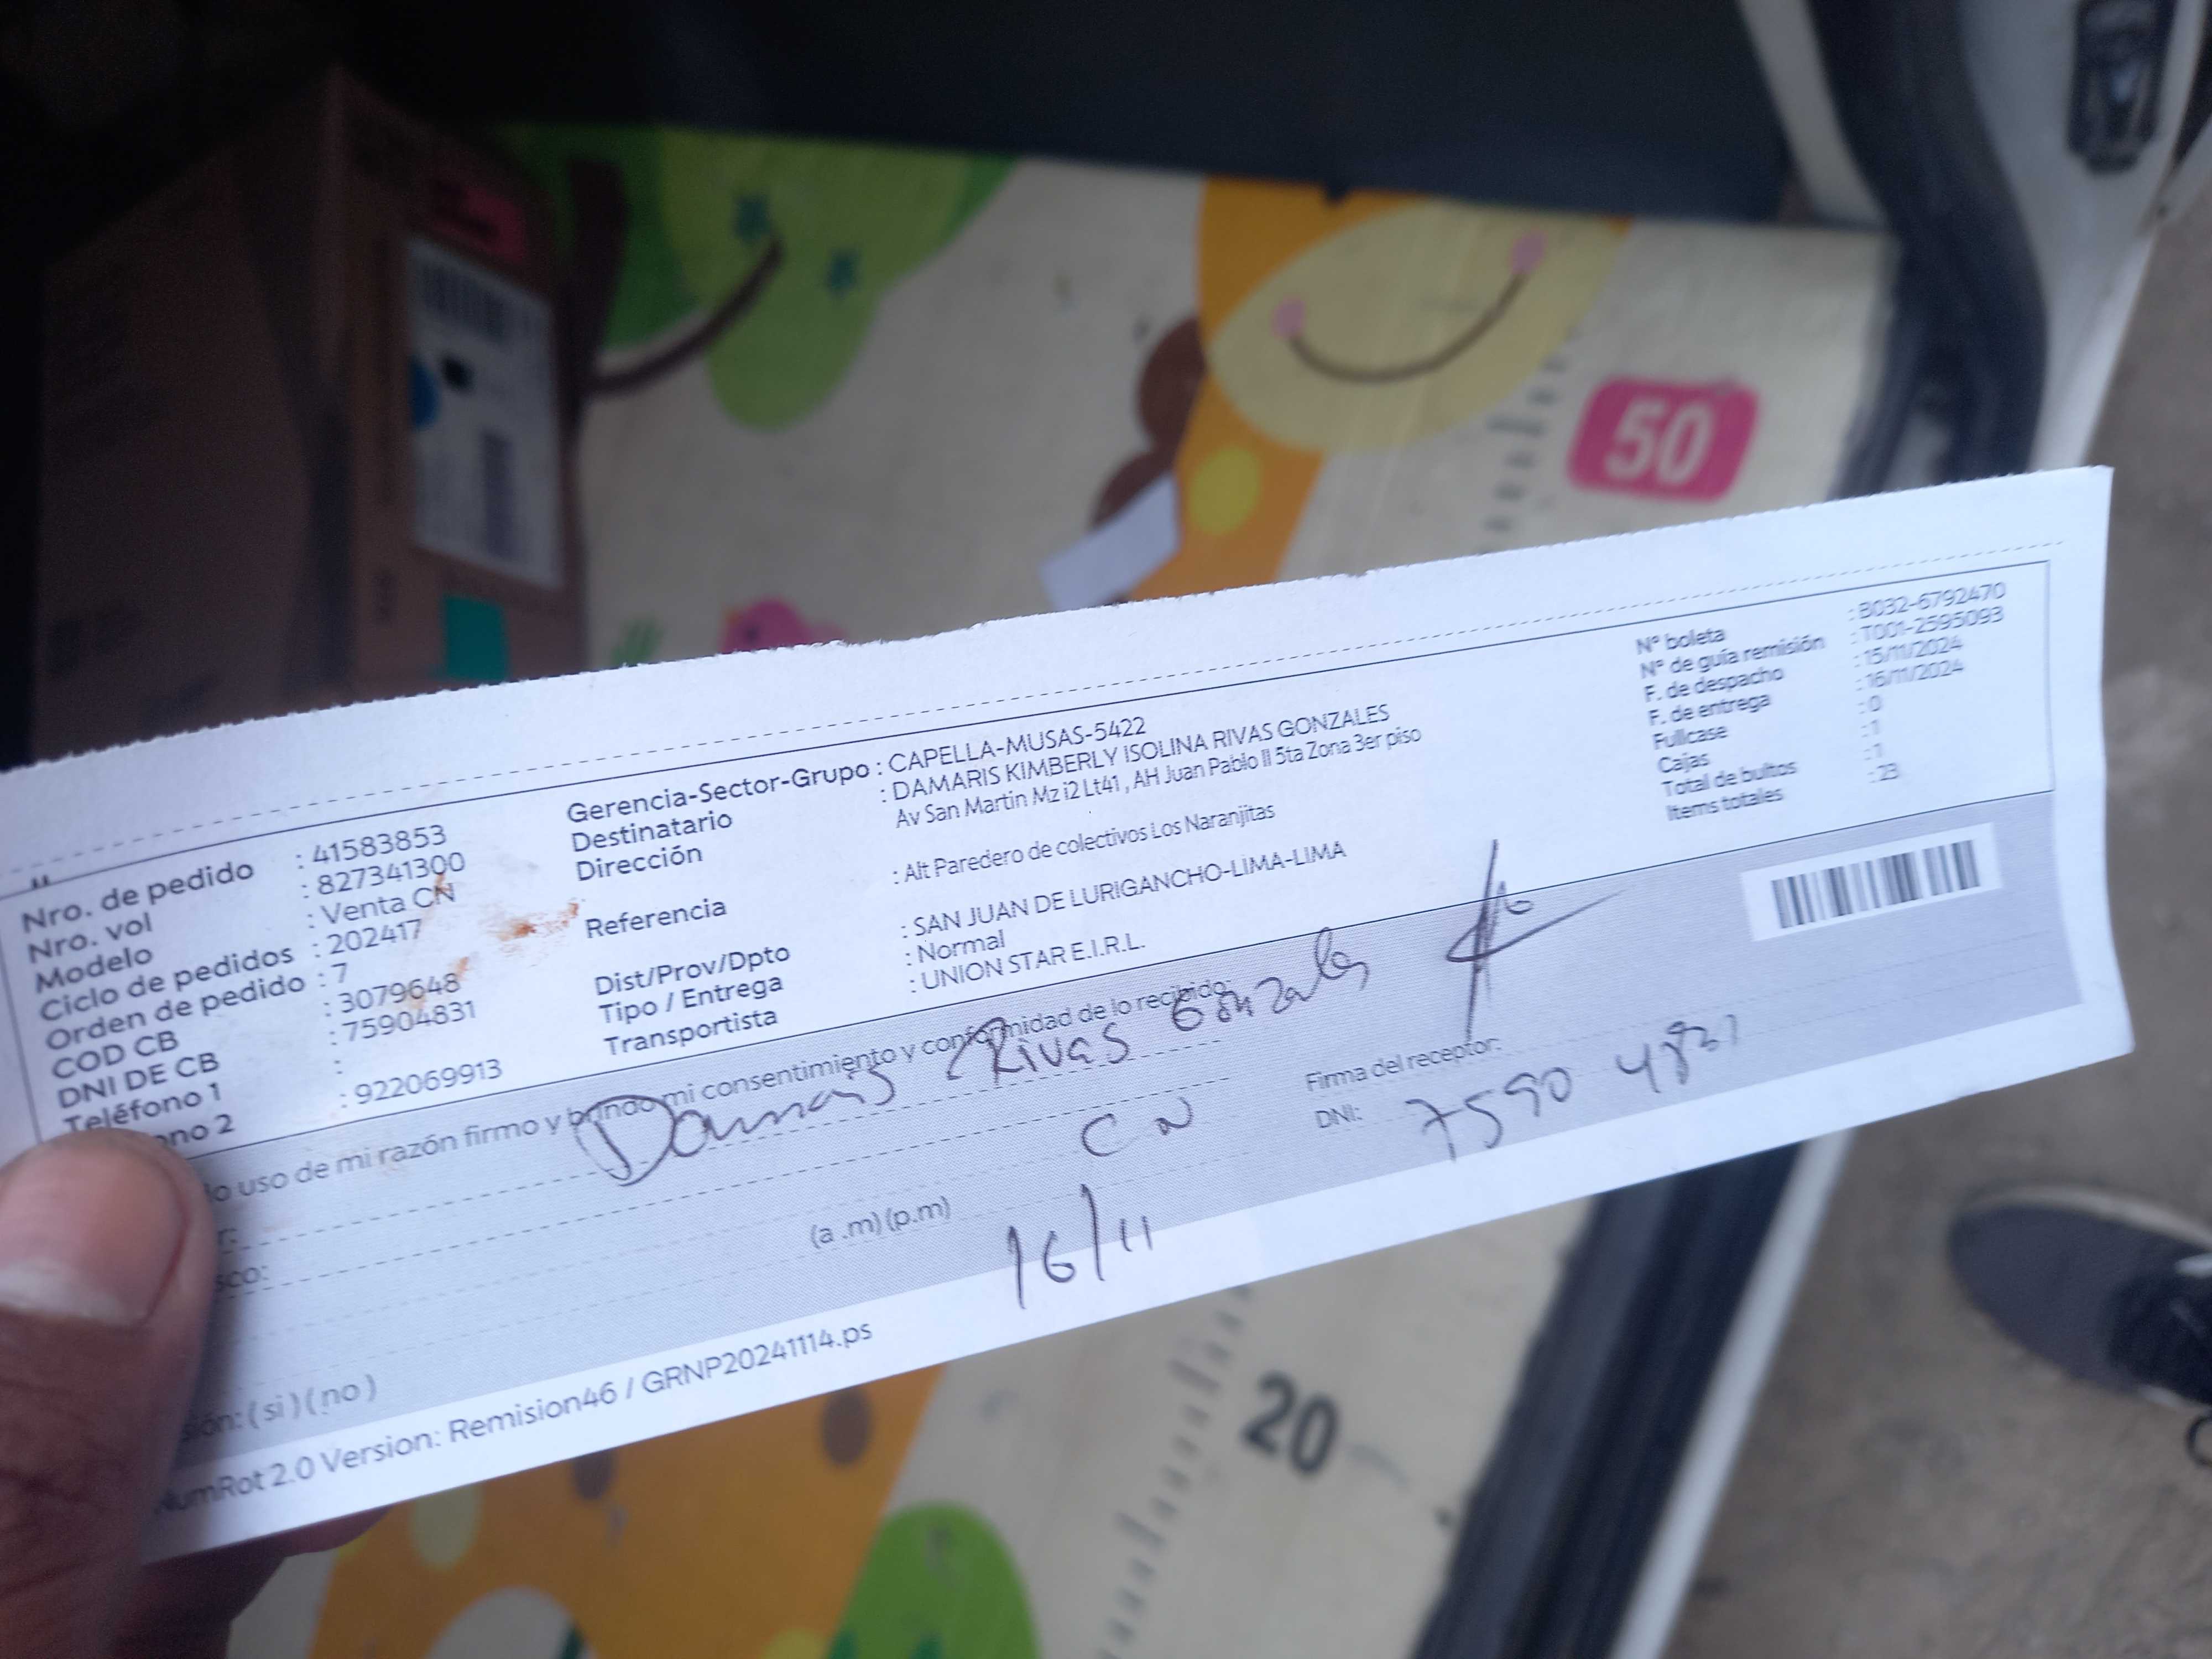 50
Nro. de pedido : 41583853
Nro. vol : 827341300
Modelo : Venta CN
Ciclo de pedidos : 202417
Orden de pedido : 7
COD CB : 3079648
DNI DE CB : 75904831
Teléfono 1 :
ono 2 : 922069913
Gerencia-Sector-Grupo : CAPELLA-MUSAS-5422
Destinatario : DAMARIS KIMBERLY ISOLINA RIVAS GONZALES
Dirección Av San Martin Mz i2 Lt41 , AH Juan Pablo II 5ta Zona 3er piso
Referencia : Alt Paredero de colectivos Los Naranjitas
Dist/Prov/Dpto : SAN JUAN DE LURIGANCHO-LIMA-LIMA
Tipo / Entrega : Normal
Transportista : UNION STAR E.I.R.L.
N° boleta : B032-6792470
N° de guía remisión : T001-2595093
F. de despacho : 15/11/2024
F. de entrega : 16/11/2024
Fullcase : 0
Cajas : 1
Total de bultos : 1
Items totales : 23
o uso de mi razón firmo y brindo mi consentimiento y conformidad de lo recibido:
r: Damaris Rivas Gonzales
sco: CN
Firma del receptor:
DNI: 75904831
(a .m) (p.m)
16/11
sión: ( si ) ( no )
NumRot 2.0 Version: Remision46 / GRNP20241114.ps
20